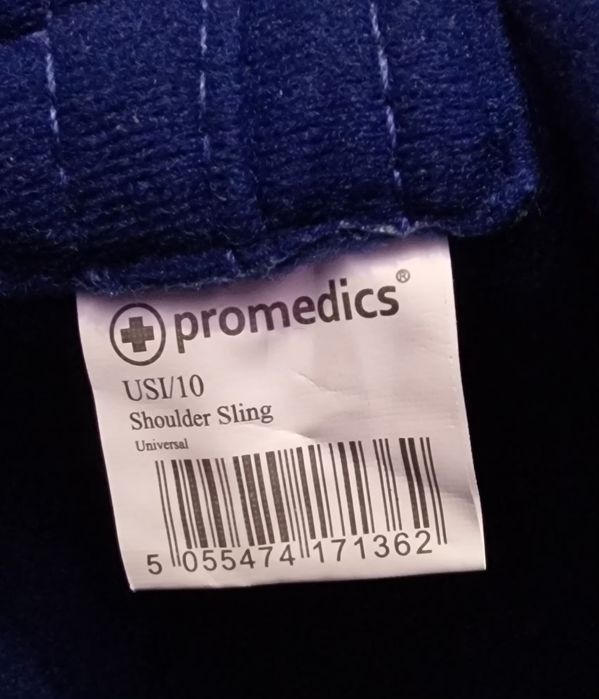 promedics®
USI/10
Shoulder Sling
Universal
5 055474 171362